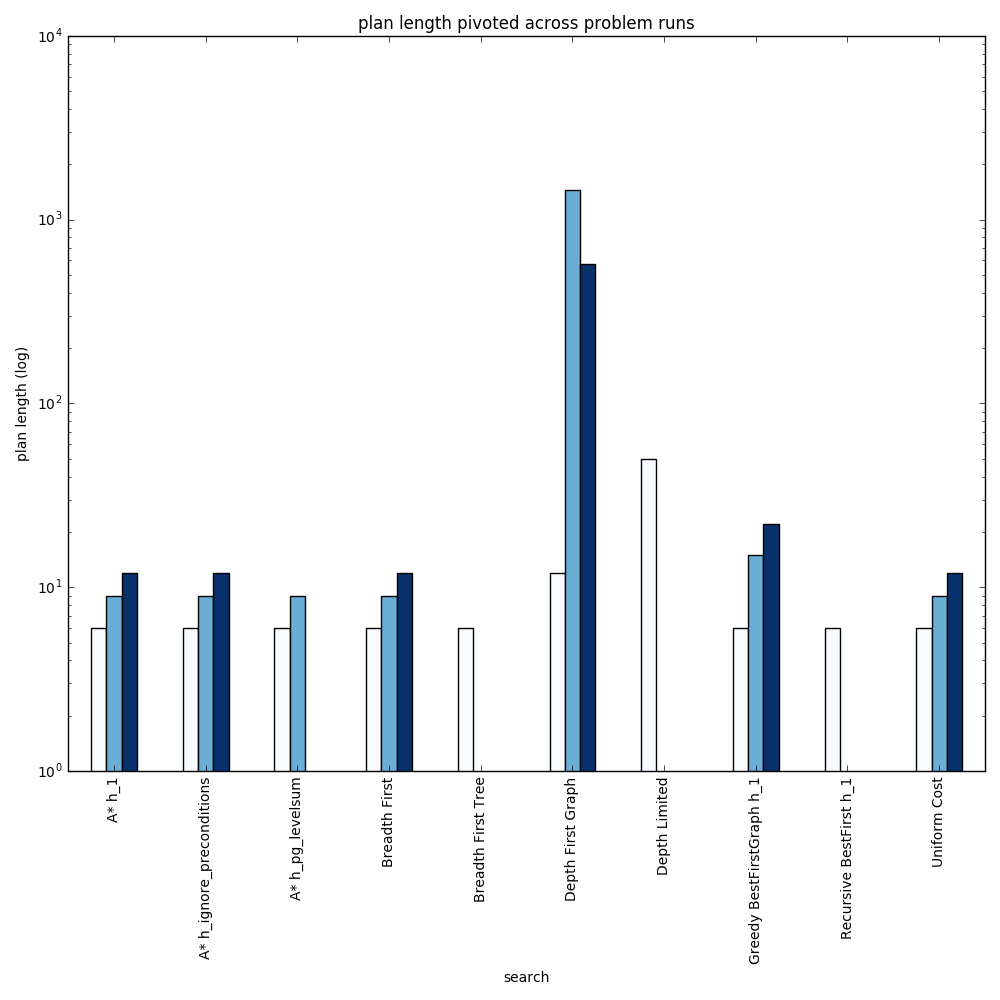 plan length pivoted across problem runs
10^4
10^3
10^2
10^1
10^0
plan length (log)
A* h_1
A* h_ignore_preconditions
A* h_pg_levelsum
Breadth First
Breadth First Tree
Depth First Graph
Depth Limited
Greedy BestFirstGraph h_1
Recursive BestFirst h_1
Uniform Cost
search